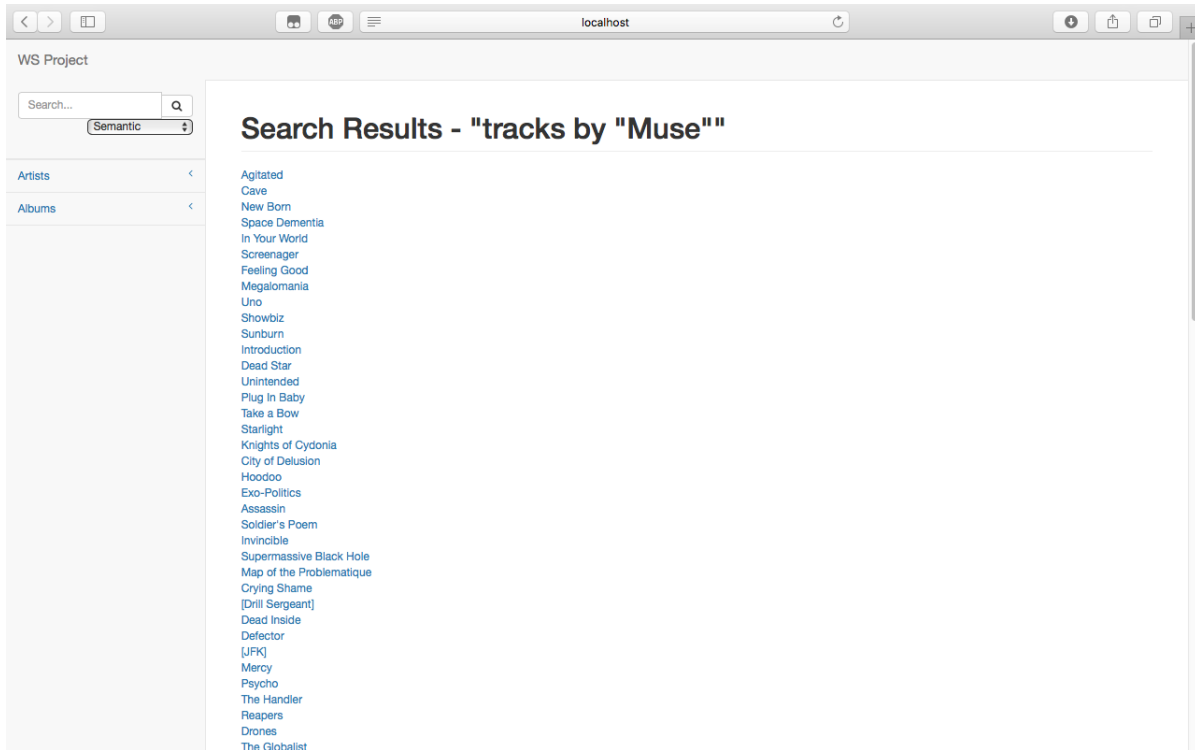 localhost
ABP
WS Project
Search...
Semantic
Artists
Albums
Search Results - "tracks by "Muse""
Agitated
Cave
New Born
Space Dementia
In Your World
Screenager
Feeling Good
Megalomania
Uno
Showbiz
Sunburn
Introduction
Dead Star
Unintended
Plug In Baby
Take a Bow
Starlight
Knights of Cydonia
City of Delusion
Hoodoo
Exo-Politics
Assassin
Soldier's Poem
Invincible
Supermassive Black Hole
Map of the Problematique
Crying Shame
[Drill Sergeant]
Dead Inside
Defector
[JFK]
Mercy
Psycho
The Handler
Reapers
Drones
The Globalist